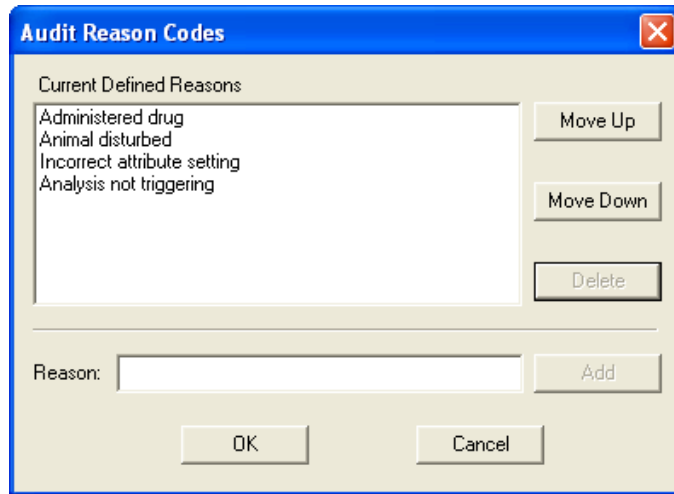 Audit Reason Codes
Current Defined Reasons
Administered drug
Animal disturbed
Incorrect attribute setting
Analysis not triggering
Move Up
Move Down
Delete
Reason:
Add
OK
Cancel